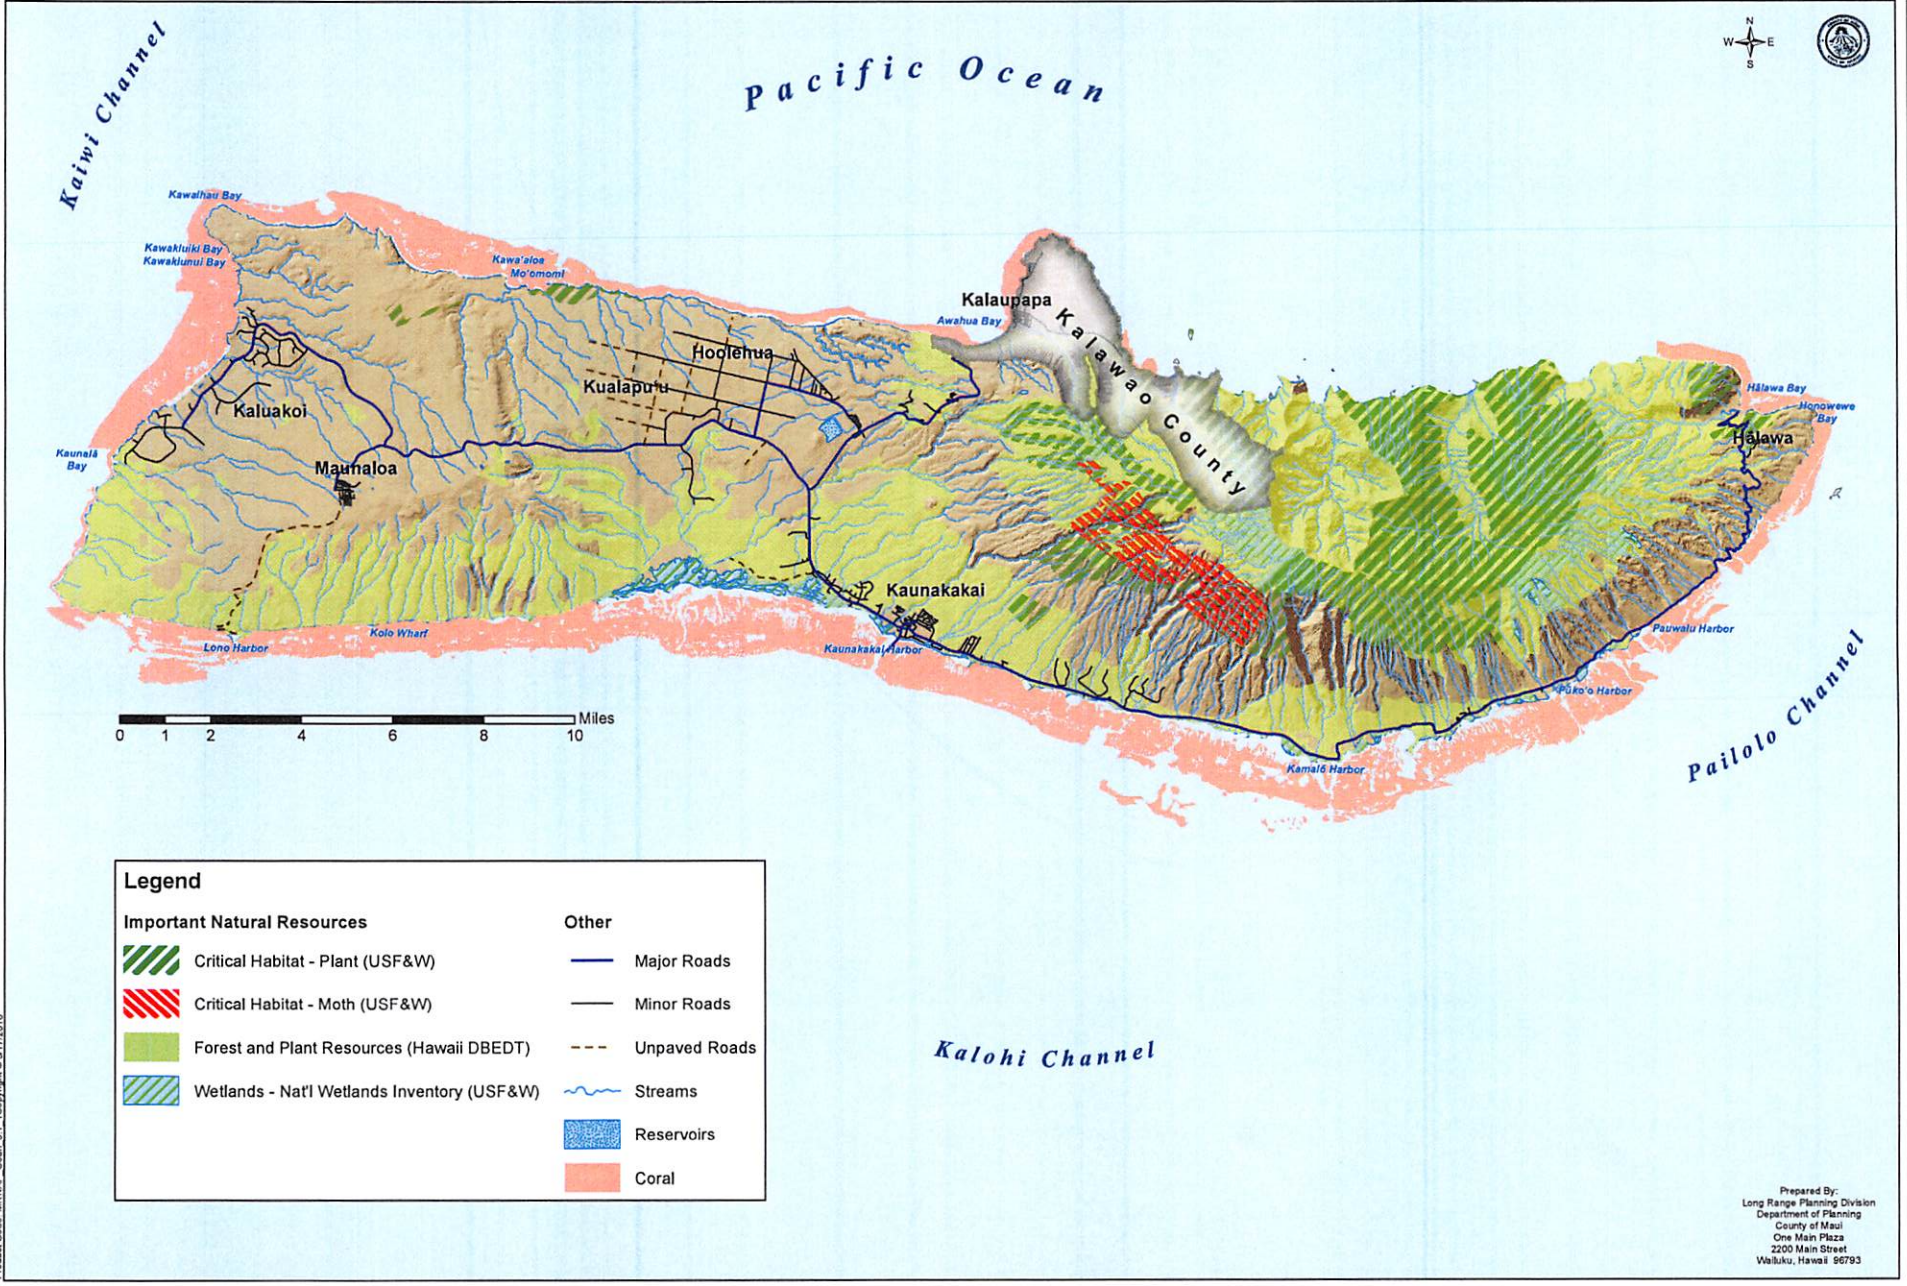 Pacific Ocean
Kaiwi Channel
N
W E
S
Kawaihau Bay
Kawakiuiki Bay
Kawakiunui Bay
Kawa'aloa
Mo'omomi
Kalaupapa
Awahua Bay
Kalawao County
Hoolehua
Kualapu'u
Kaluakoi
Maunaloa
Kaunalā
Bay
Hālawa Bay
Honowewe
Bay
Hālawa
Kaunakakai
Lono Harbor
Kolo Wharf
Kaunakakai Harbor
Pauwalu Harbor
Pūko'o Harbor
Kamalō Harbor
Pailolo Channel
Miles
0 1 2 4 6 8 10
Legend
Important Natural Resources
Critical Habitat - Plant (USF&W)
Critical Habitat - Moth (USF&W)
Forest and Plant Resources (Hawaii DBEDT)
Wetlands - Nat'l Wetlands Inventory (USF&W)
Other
Major Roads
Minor Roads
Unpaved Roads
Streams
Reservoirs
Coral
Kalohi Channel
Prepared By:
Long Range Planning Division
Department of Planning
County of Maui
One Main Plaza
2200 Main Street
Wailuku, Hawaii 96793